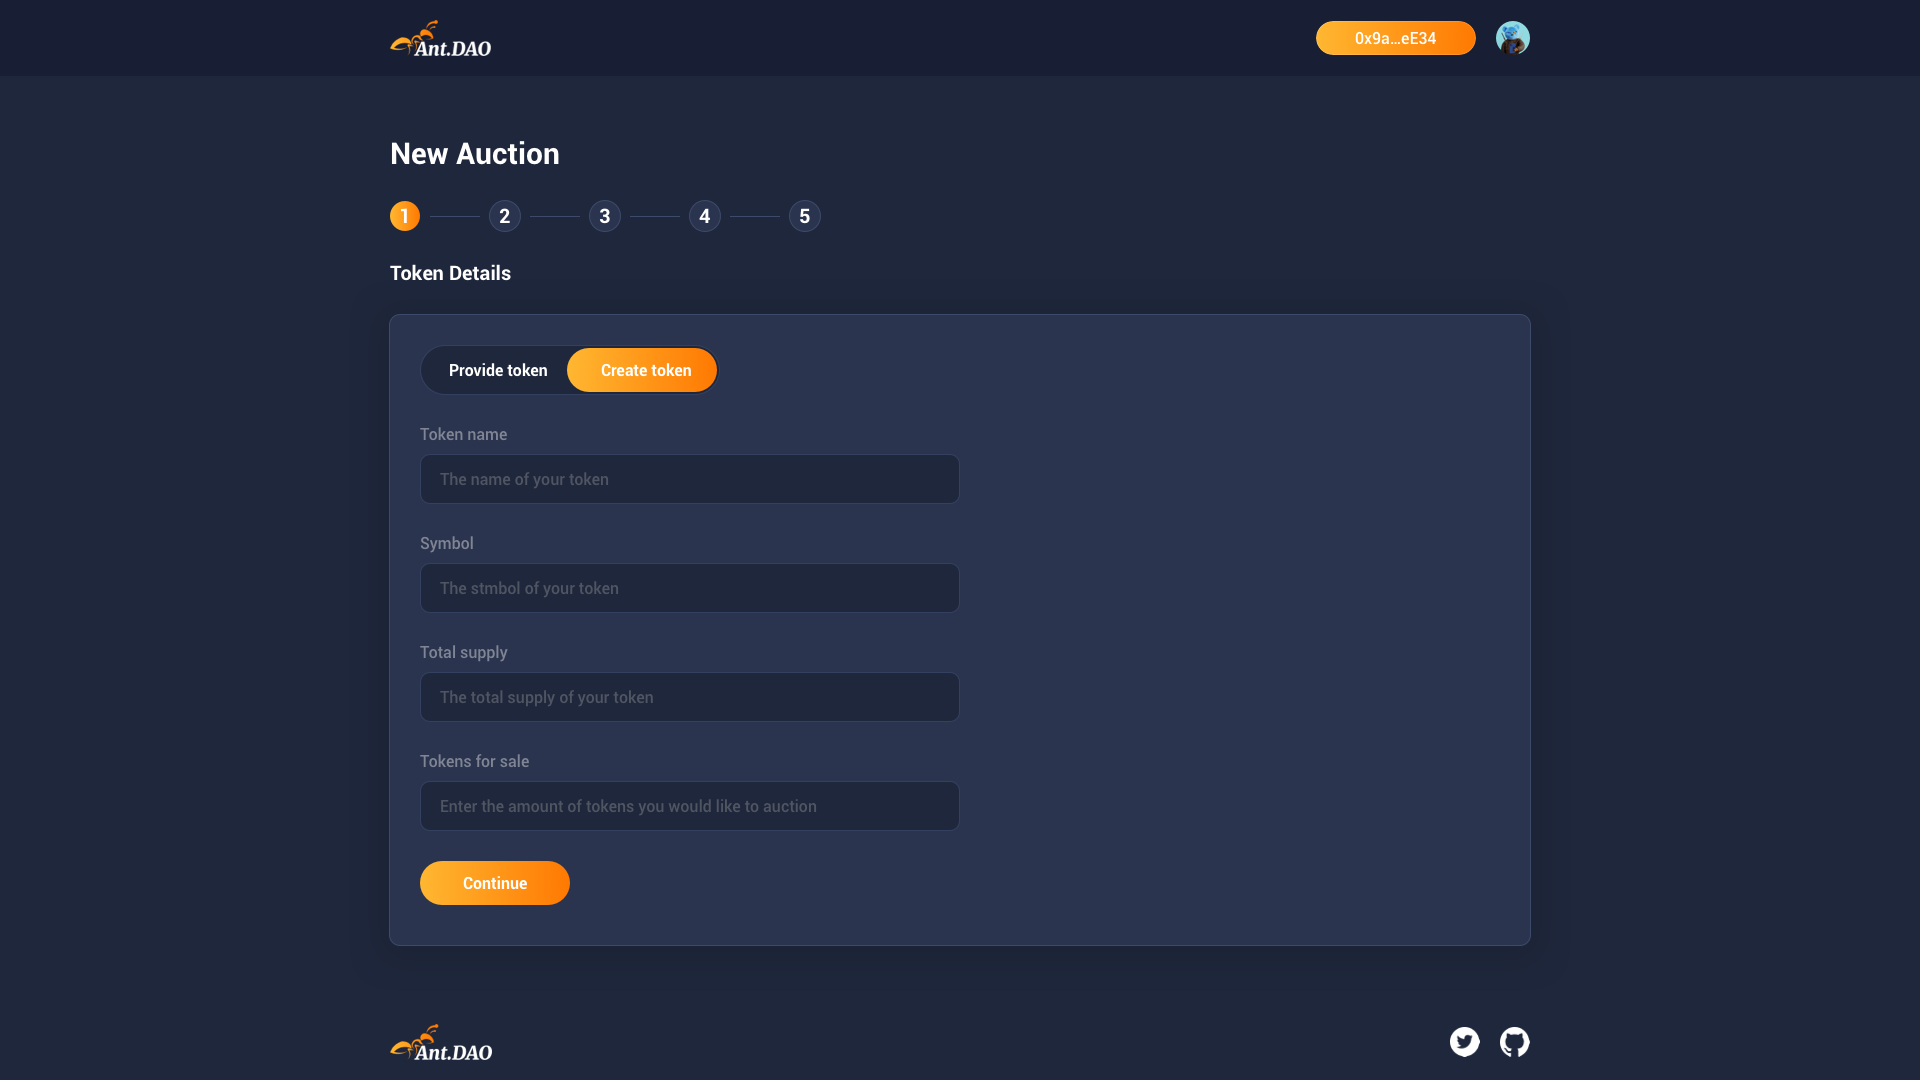 Ant.DAO
0x9a...eE34
New Auction
1 2 3 4 5
Token Details
Provide token Create token
Token name
The name of your token
Symbol
The stmbol of your token
Total supply
The total supply of your token
Tokens for sale
Enter the amount of tokens you would like to auction
Continue
Ant.DAO